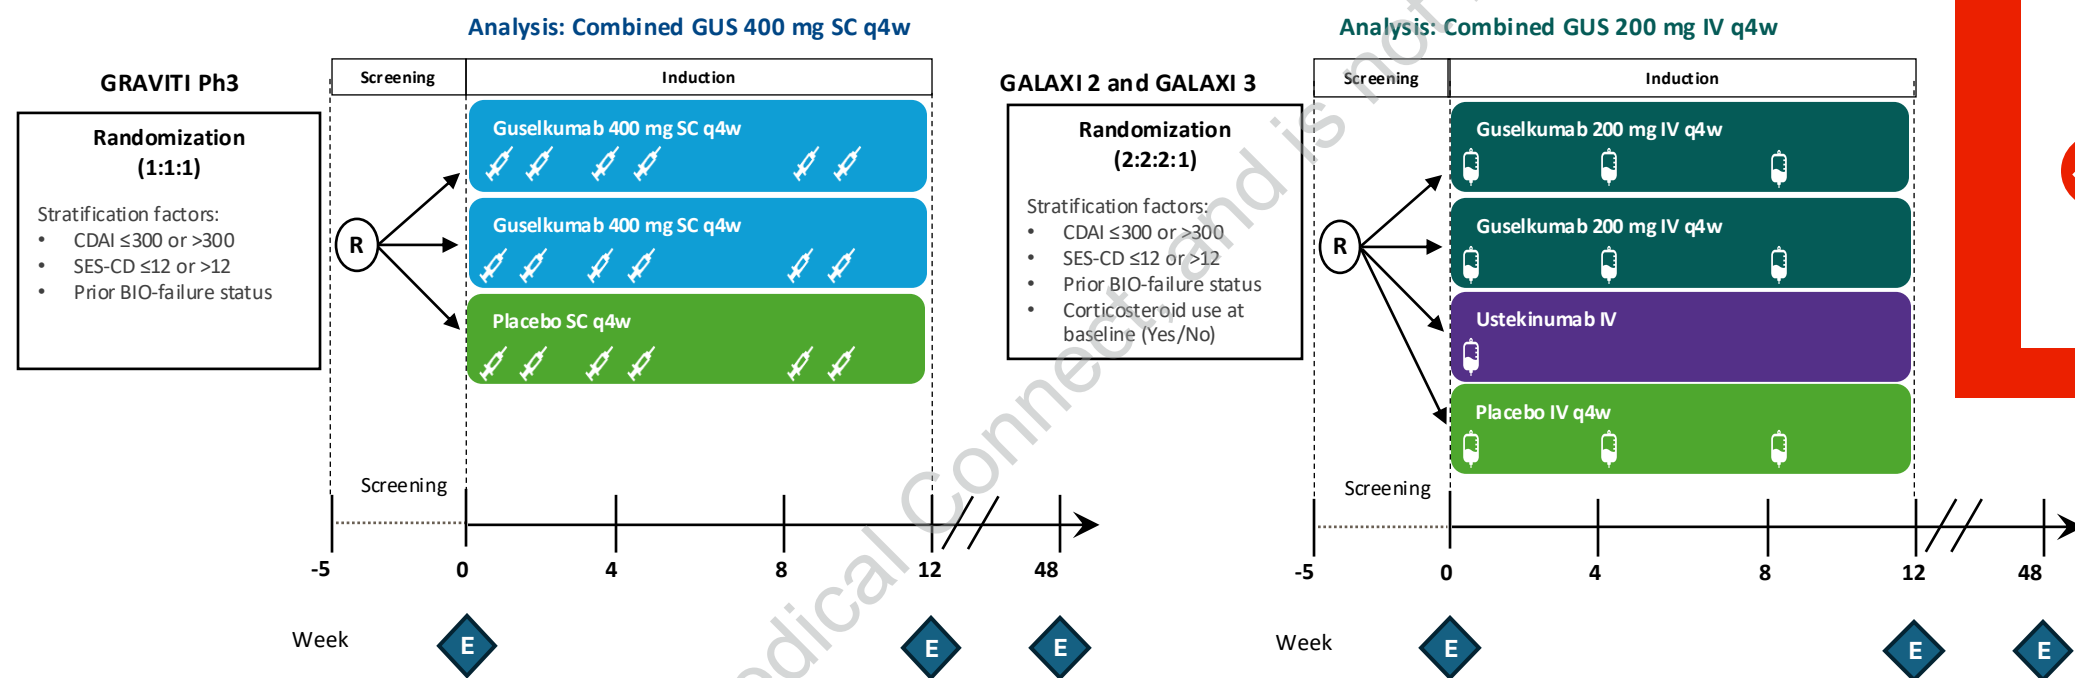 Analysis: Combined GUS 400 mg SC q4w
GRAVITI Ph3
Screening
Induction
Randomization
(1:1:1)
Stratification factors:
• CDAI ≤300 or >300
• SES-CD ≤12 or >12
• Prior BIO-failure status
R
Guselkumab 400 mg SC q4w
Guselkumab 400 mg SC q4w
Placebo SC q4w
Screening
-5 0 4 8 12 48
Week
E E E
Analysis: Combined GUS 200 mg IV q4w
GALAXI 2 and GALAXI 3
Screening
Induction
Randomization
(2:2:2:1)
Stratification factors:
• CDAI ≤300 or >300
• SES-CD ≤12 or >12
• Prior BIO-failure status
• Corticosteroid use at
baseline (Yes/No)
R
Guselkumab 200 mg IV q4w
Guselkumab 200 mg IV q4w
Ustekinumab IV
Placebo IV q4w
Screening
-5 0 4 8 12 48
Week
E E E
Medical Connect, and is not